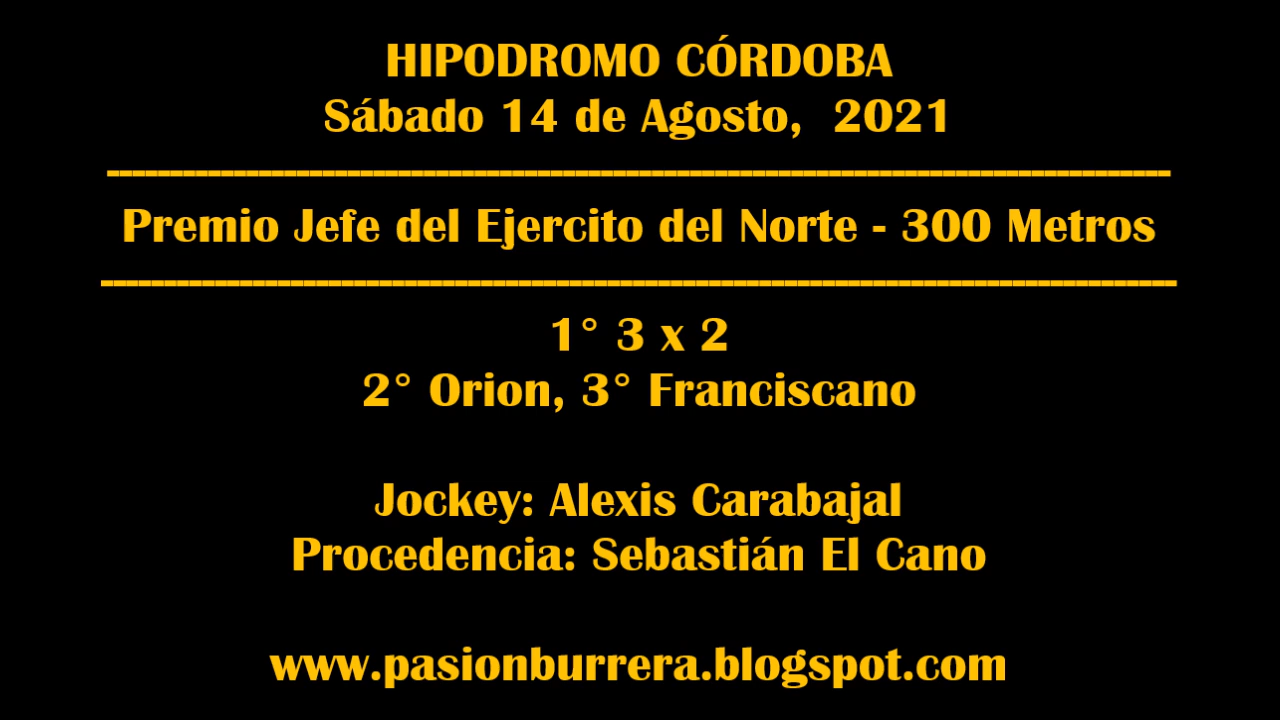 HIPODROMO CÓRDOBA
Sábado 14 de Agosto,  2021
--------------------------------------------------------------------------------------
Premio Jefe del Ejercito del Norte - 300 Metros
---------------------------------------------------------------------------------------
1° 3 x 2
2° Orion, 3° Franciscano
Jockey: Alexis Carabajal
Procedencia: Sebastián El Cano
www.pasionburrera.blogspot.com